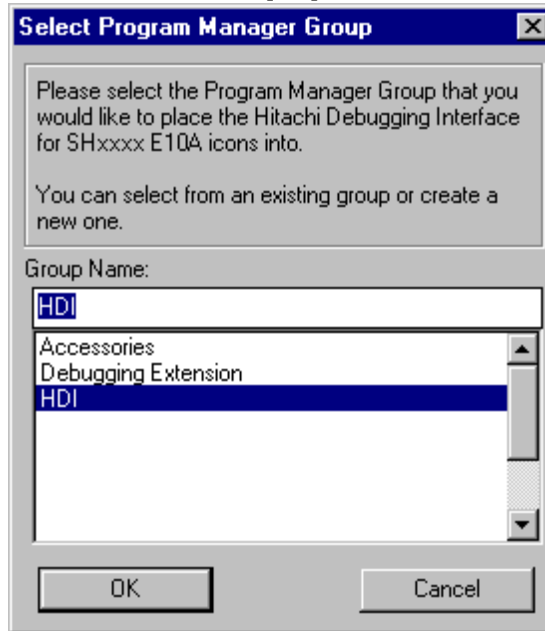 Select Program Manager Group
Please select the Program Manager Group that you
would like to place the Hitachi Debugging Interface
for SHxxxx E10A icons into.
You can select from an existing group or create a
new one.
Group Name:
HDI
Accessories
Debugging Extension
HDI
OK
Cancel